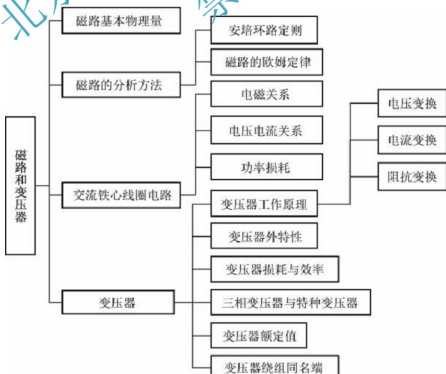 磁路和变压器
磁路基本物理量
磁路的分析方法
安培环路定则
磁路的欧姆定律
交流铁心线圈电路
电磁关系
电压电流关系
功率损耗
变压器
变压器工作原理
电压变换
电流变换
阻抗变换
变压器外特性
变压器损耗与效率
三相变压器与特种变压器
变压器额定值
变压器绕组同名端